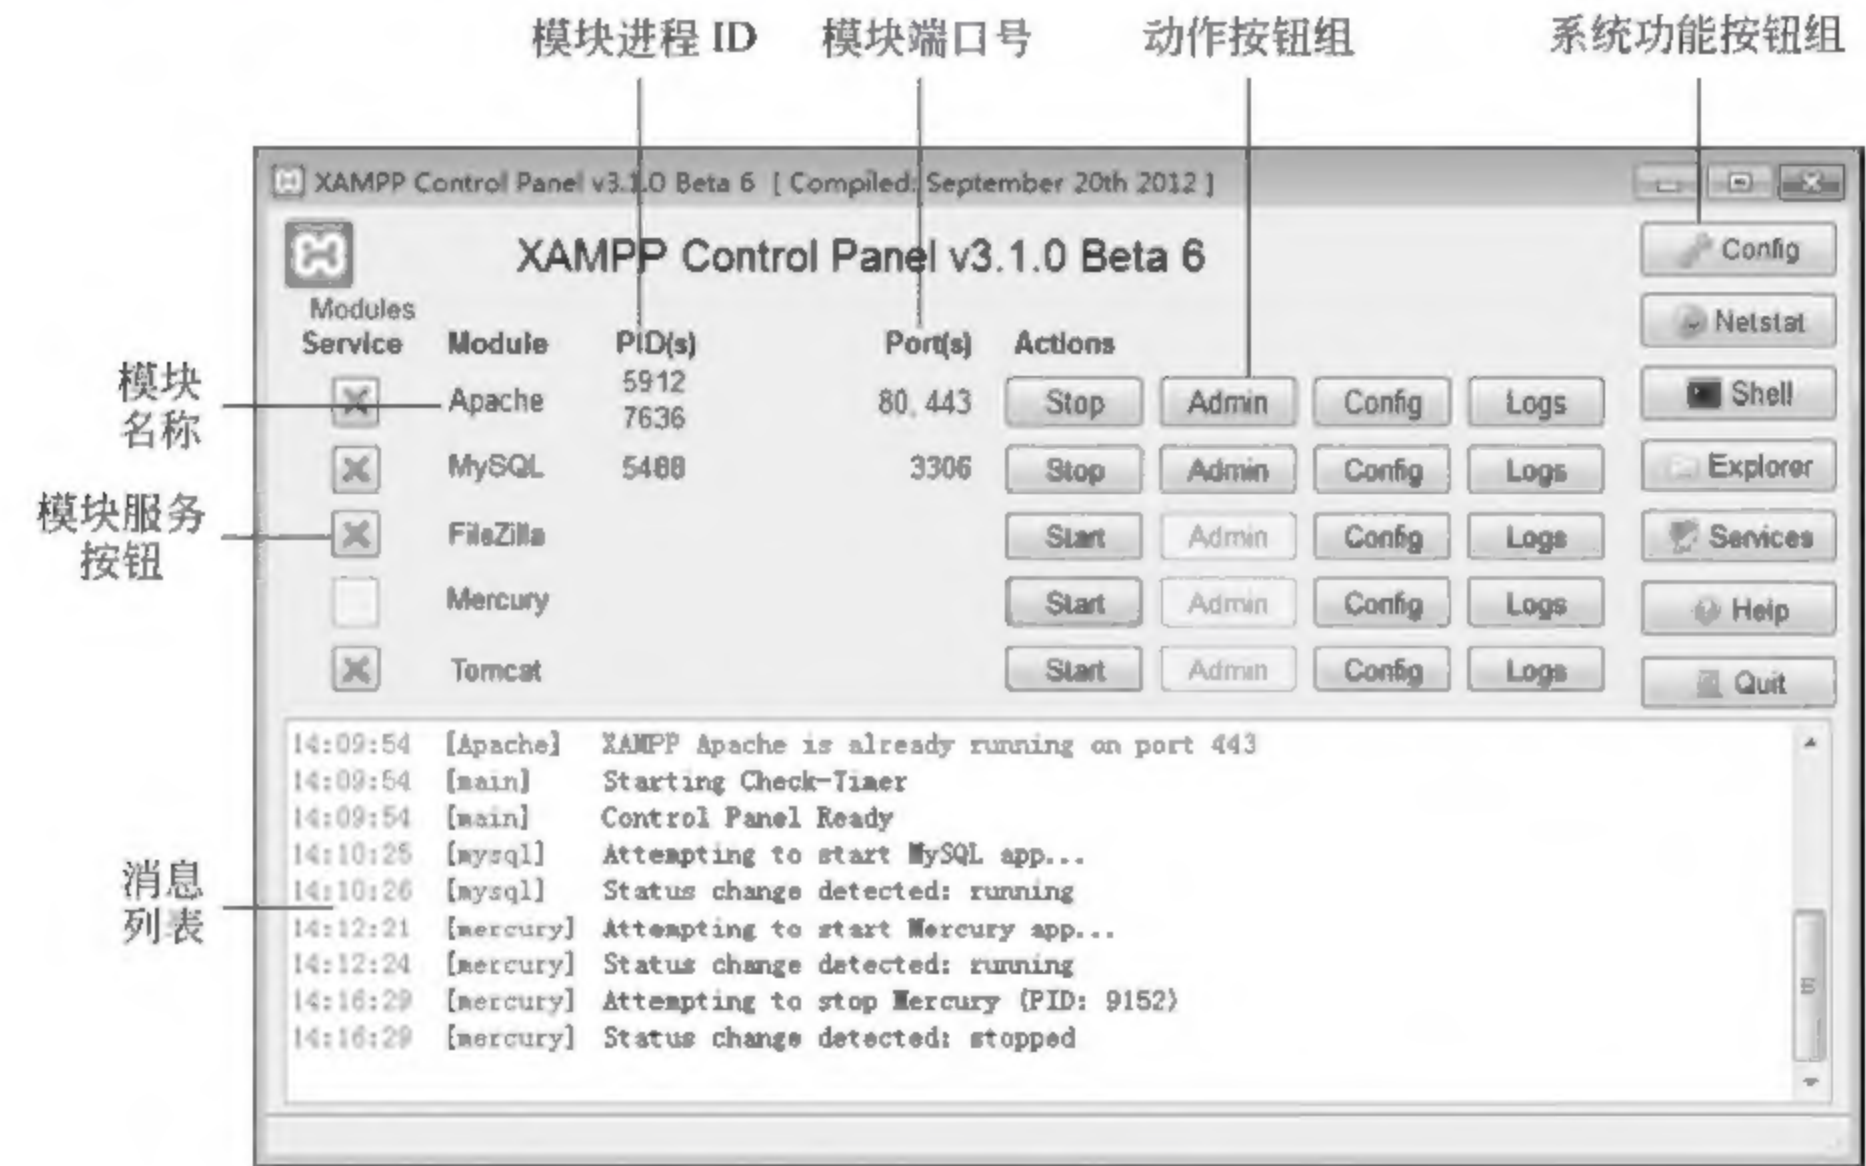 模块进程 ID 模块端口号 动作按钮组 系统功能按钮组
XAMPP Control Panel v3.1.0 Beta 6 [ Compiled: September 20th 2012 ]
XAMPP Control Panel v3.1.0 Beta 6
Config
Modules
Service Module PID(s) Port(s) Actions
Netstat
模块
名称
Apache 5912
7636
80, 443 Stop Admin Config Logs
Shell
MySQL 5488 3306 Stop Admin Config Logs
Explorer
模块服务
按钮
FileZilla Start Admin Config Logs
Services
Mercury Start Admin Config Logs
Help
Tomcat Start Admin Config Logs
Quit
消息
列表
14:09:54 [Apache] XAMPP Apache is already running on port 443
14:09:54 [main] Starting Check-Timer
14:09:54 [main] Control Panel Ready
14:10:25 [mysql] Attempting to start MySQL app...
14:10:26 [mysql] Status change detected: running
14:12:21 [mercury] Attempting to start Mercury app...
14:12:24 [mercury] Status change detected: running
14:16:29 [mercury] Attempting to stop Mercury (PID: 9152)
14:16:29 [mercury] Status change detected: stopped